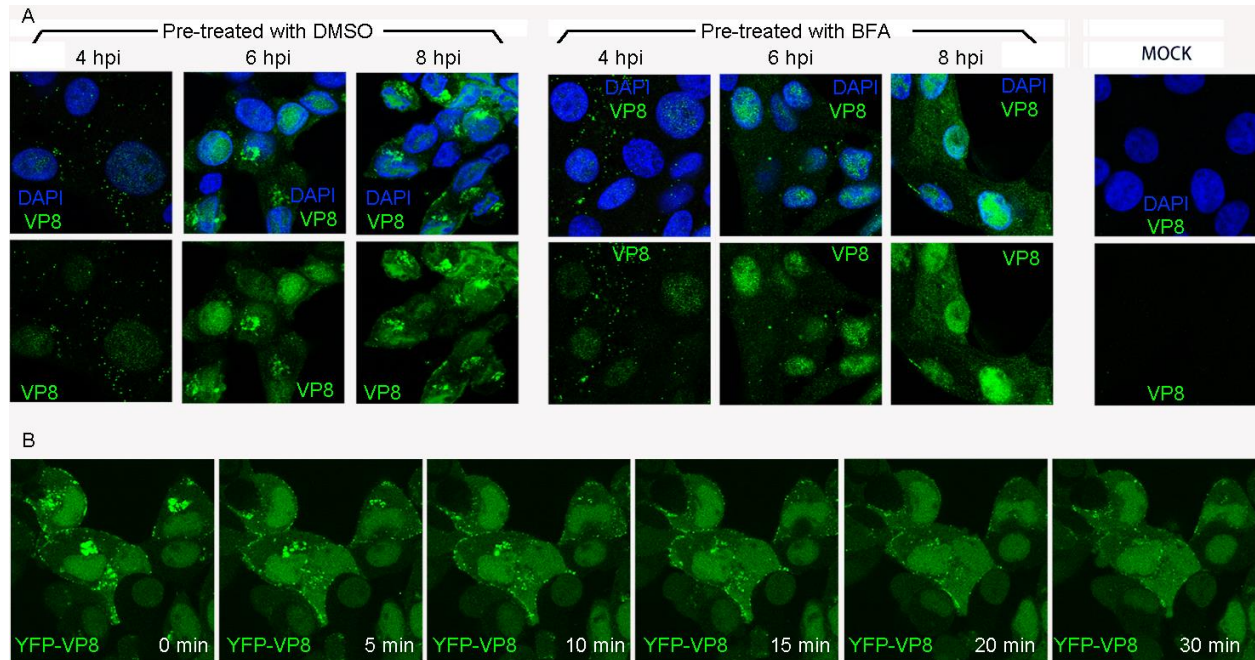 A
Pre-treated with DMSO
Pre-treated with BFA
4 hpi
6 hpi
8 hpi
4 hpi
6 hpi
8 hpi
MOCK
DAPI
VP8
DAPI
VP8
DAPI
VP8
DAPI
VP8
DAPI
VP8
DAPI
VP8
DAPI
VP8
VP8
VP8
VP8
VP8
VP8
VP8
VP8
B
YFP-VP8 0 min
YFP-VP8 5 min
YFP-VP8 10 min
YFP-VP8 15 min
YFP-VP8 20 min
YFP-VP8 30 min